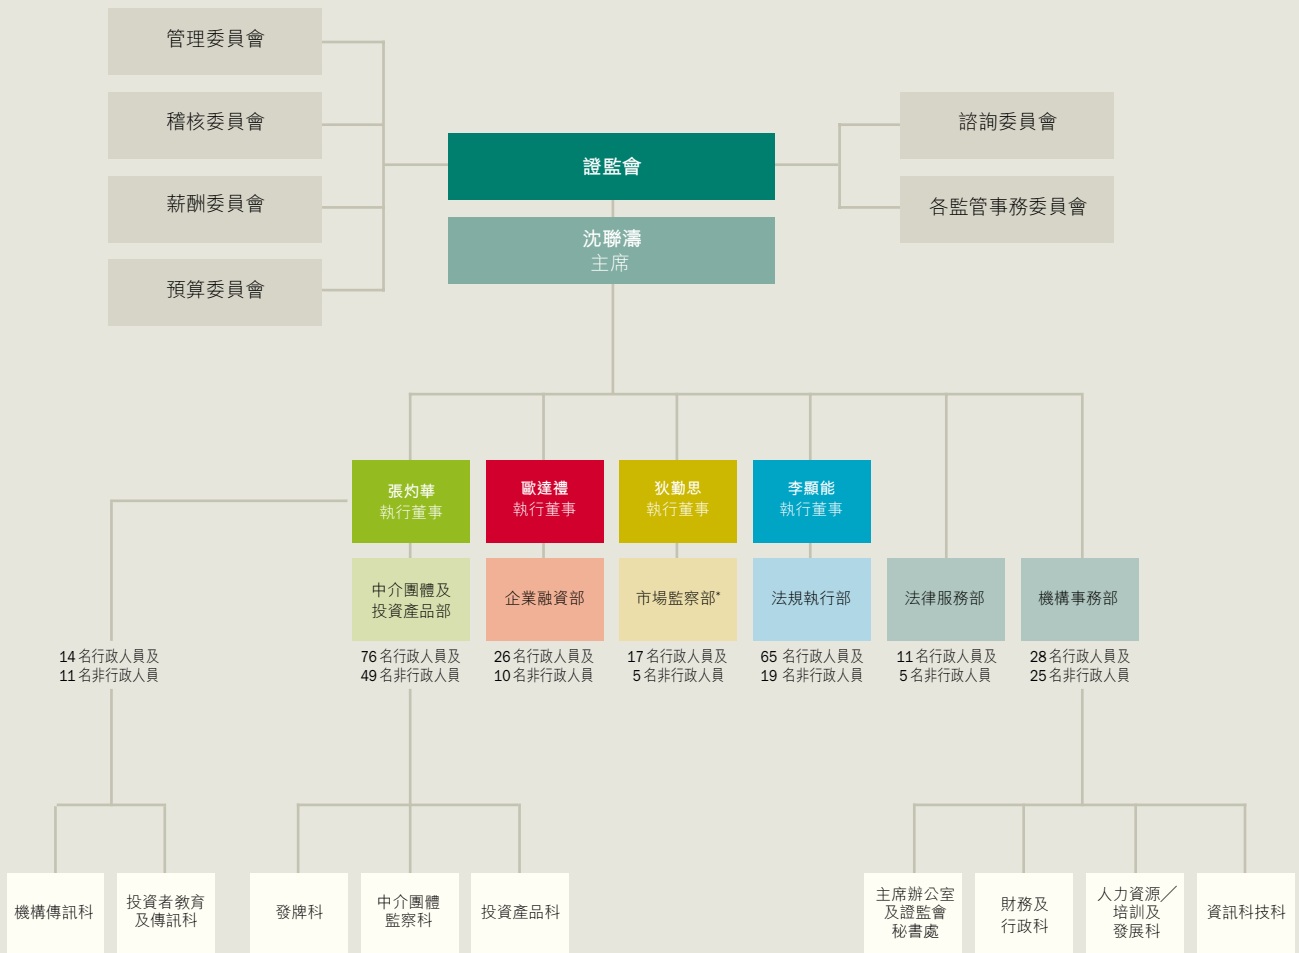 管理委員會
稽核委員會
薪酬委員會
預算委員會
證監會
沈聯濤
主席
諮詢委員會
各監管事務委員會
張灼華
執行董事
歐達禮
執行董事
狄勤思
執行董事
李顯能
執行董事
中介團體及
投資產品部
企業融資部
市場監察部*
法規執行部
法律服務部
機構事務部
14 名行政人員及
11 名非行政人員
76 名行政人員及
49 名非行政人員
26 名行政人員及
10 名非行政人員
17 名行政人員及
5 名非行政人員
65 名行政人員及
19 名非行政人員
11 名行政人員及
5 名非行政人員
28 名行政人員及
25 名非行政人員
機構傳訊科
投資者教育
及傳訊科
發牌科
中介團體
監察科
投資產品科
主席辦公室
及證監會
秘書處
財務及
行政科
人力資源／
培訓及
發展科
資訊科技科